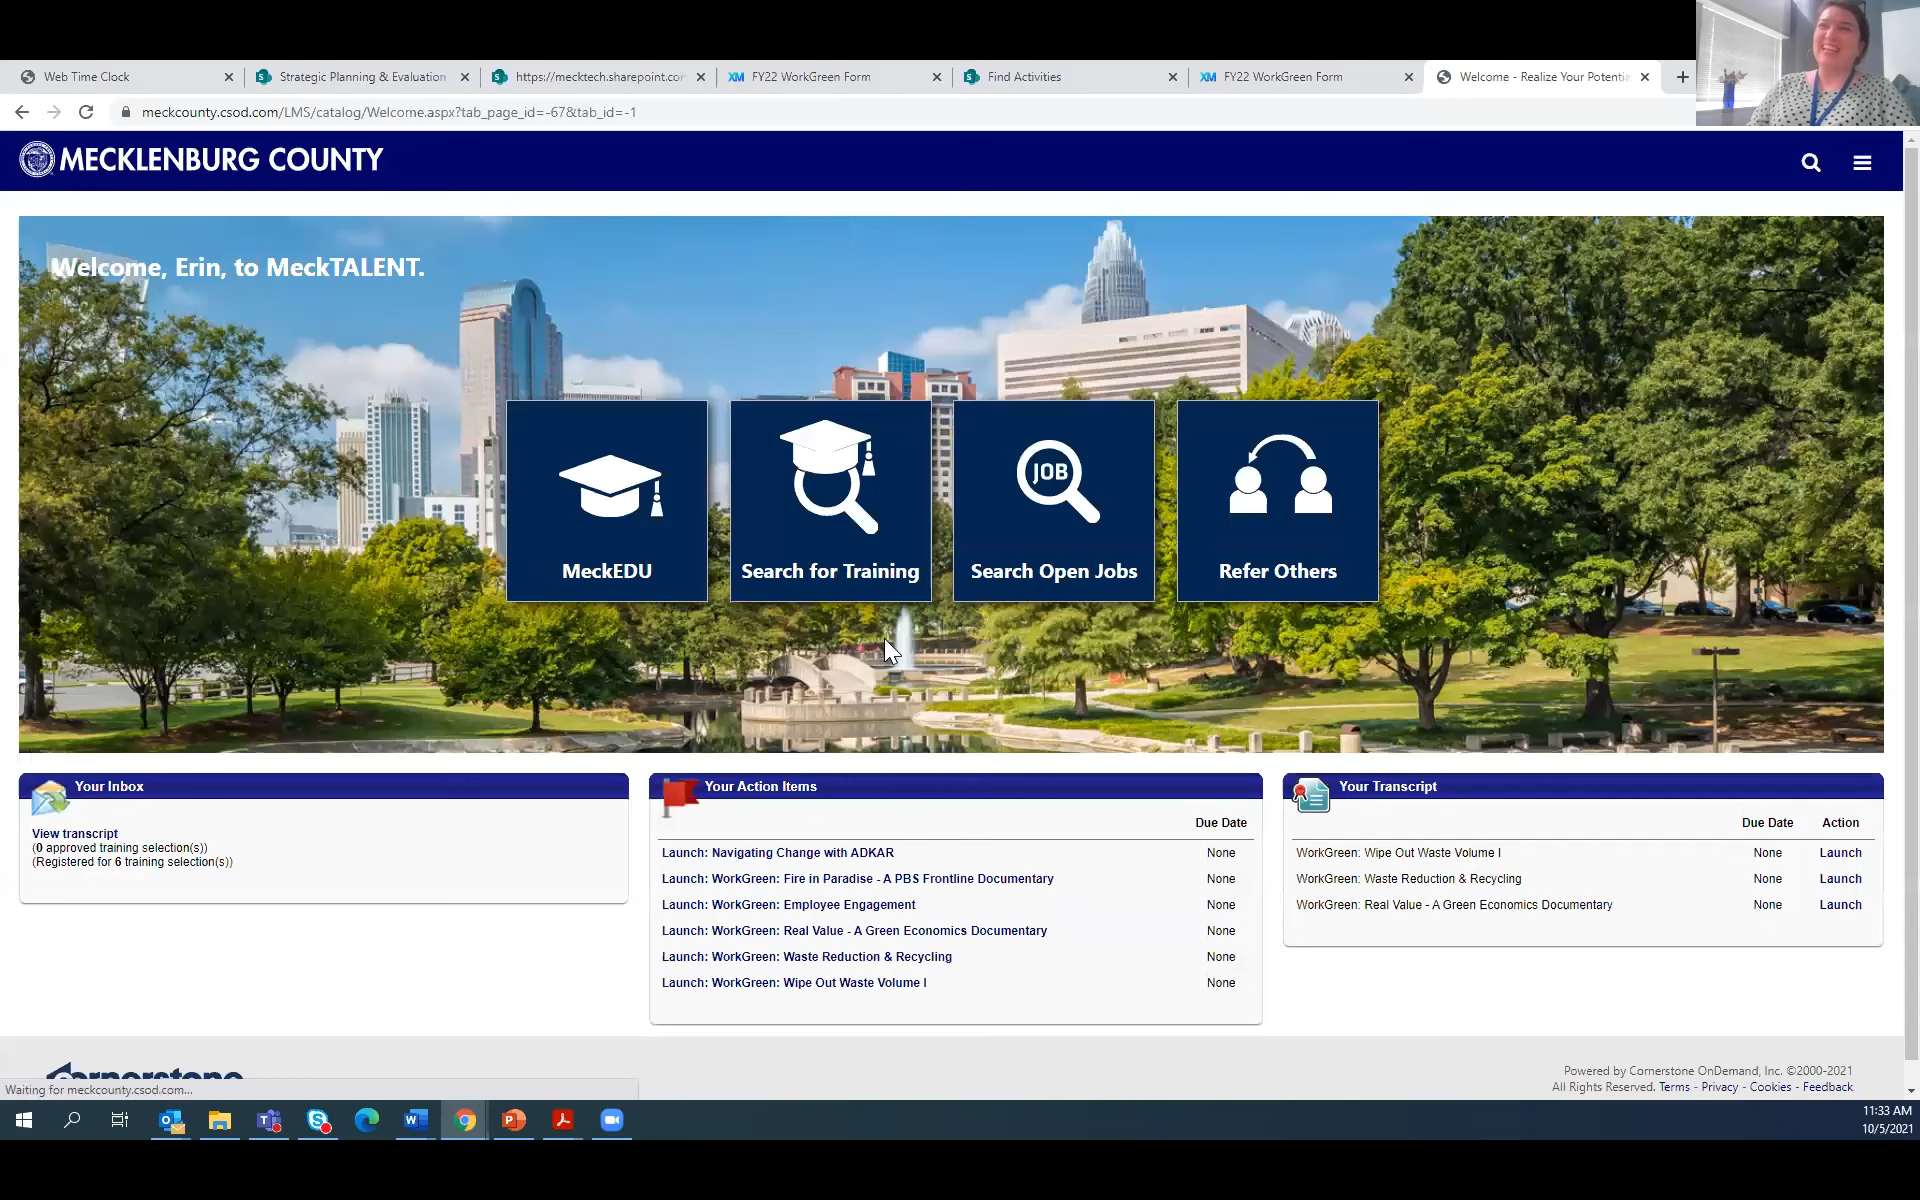 Web Time Clock
Strategic Planning & Evaluation
https://mecktech.sharepoint.co
XM FY22 WorkGreen Form
Find Activities
XM FY22 WorkGreen Form
Welcome - Realize Your Potentia
meckcounty.csod.com/LMS/catalog/Welcome.aspx?tab_page_id=-67&tab_id=-1
MECKLENBURG COUNTY
Welcome, Erin, to MeckTALENT.
JOB
MeckEDU
Search for Training
Search Open Jobs
Refer Others
Your Inbox
View transcript
(0 approved training selection(s))
(Registered for 6 training selection(s))
Your Action Items
Due Date
Launch: Navigating Change with ADKAR None
Launch: WorkGreen: Fire in Paradise - A PBS Frontline Documentary None
Launch: WorkGreen: Employee Engagement None
Launch: WorkGreen: Real Value - A Green Economics Documentary None
Launch: WorkGreen: Waste Reduction & Recycling None
Launch: WorkGreen: Wipe Out Waste Volume I None
Your Transcript
Due Date Action
WorkGreen: Wipe Out Waste Volume I None Launch
WorkGreen: Waste Reduction & Recycling None Launch
WorkGreen: Real Value - A Green Economics Documentary None Launch
Cornerstone
Powered by Cornerstone OnDemand, Inc. ©2000-2021
All Rights Reserved. Terms - Privacy - Cookies - Feedback
Waiting for meckcounty.csod.com...
11:33 AM
10/5/2021